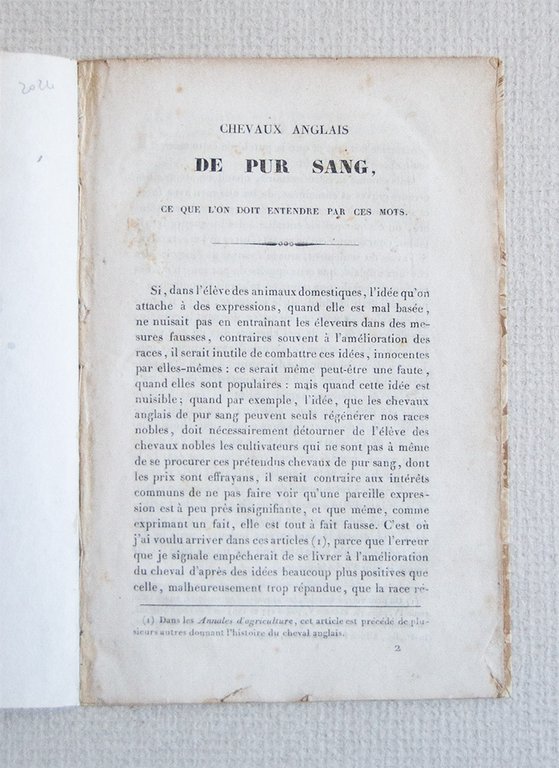 2024
CHEVAUX ANGLAIS
DE PUR SANG,
CE QUE L'ON DOIT ENTENDRE PAR CES MOTS.
Si, dans l'élève des animaux domestiques, l'idée qu'on
attache à des expressions, quand elle est mal basée,
ne nuisait pas en entraînant les éleveurs dans des me-
sures fausses, contraires souvent à l'amélioration des
races, il serait inutile de combattre ces idées, innocentes
par elles-mêmes : ce serait même peut-être une faute,
quand elles sont populaires : mais quand cette idée est
nuisible; quand par exemple, l'idée, que les chevaux
anglais de pur sang peuvent seuls régénérer nos races
nobles, doit nécessairement détourner de l'élève des
chevaux nobles les cultivateurs qui ne sont pas à même
de se procurer ces prétendus chevaux de pur sang, dont
les prix sont effrayans, il serait contraire aux intérêts
communs de ne pas faire voir qu'une pareille expres-
sion est à peu près insignifiante, et que même, comme
exprimant un fait, elle est tout à fait fausse. C'est où
j'ai voulu arriver dans ces articles (1), parce que l'erreur
que je signale empêcherait de se livrer à l'amélioration
du cheval d'après des idées beaucoup plus positives que
celle, malheureusement trop répandue, que la race re-
(1) Dans les Annales d'agriculture, cet article est précédé de plu-
sieurs autres donnant l'histoire du cheval anglais.
2